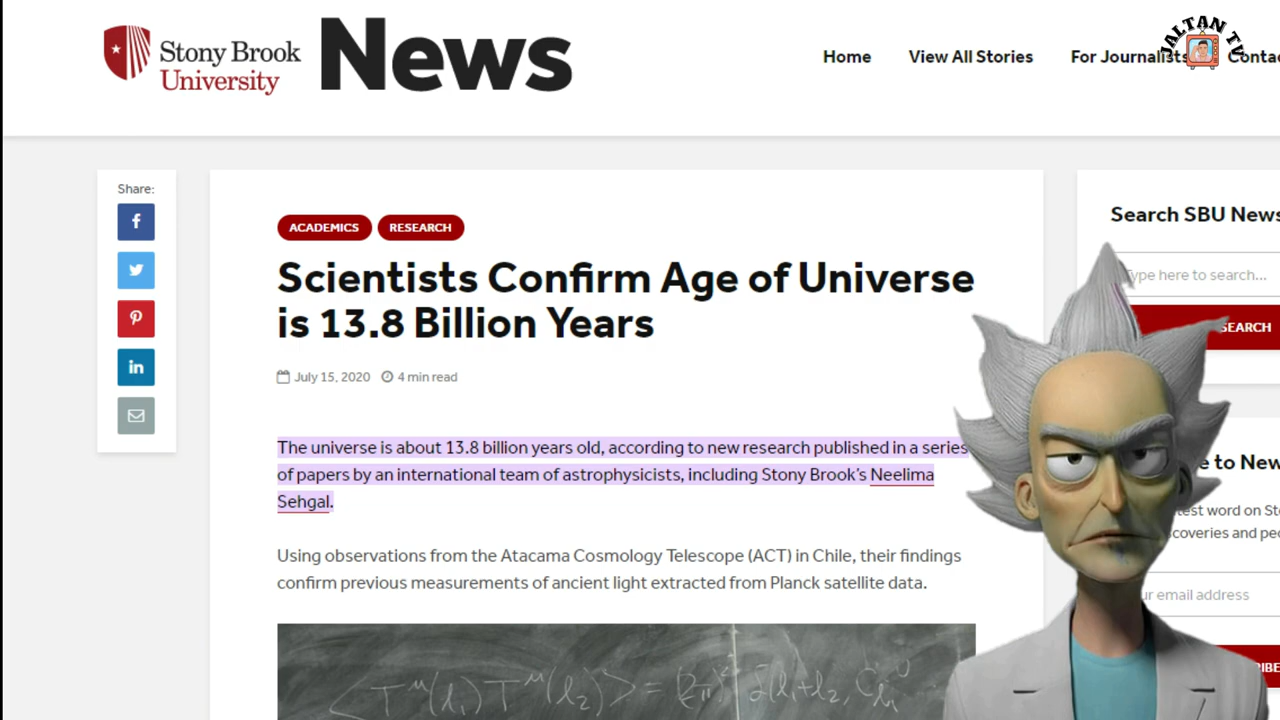 Stony Brook
University
News
Home
View All Stories
For Journalists
JALTAN TV
Share:
ACADEMICS
RESEARCH
Scientists Confirm Age of Universe
is 13.8 Billion Years
July 15, 2020
4 min read
The universe is about 13.8 billion years old, according to new research published in a series
of papers by an international team of astrophysicists, including Stony Brook’s Neelima
Sehgal.
Using observations from the Atacama Cosmology Telescope (ACT) in Chile, their findings
confirm previous measurements of ancient light extracted from Planck satellite data.
Search SBU News
Type here to search...
SEARCH
e to New
test word on Sto
scoveries and peo
ur email address